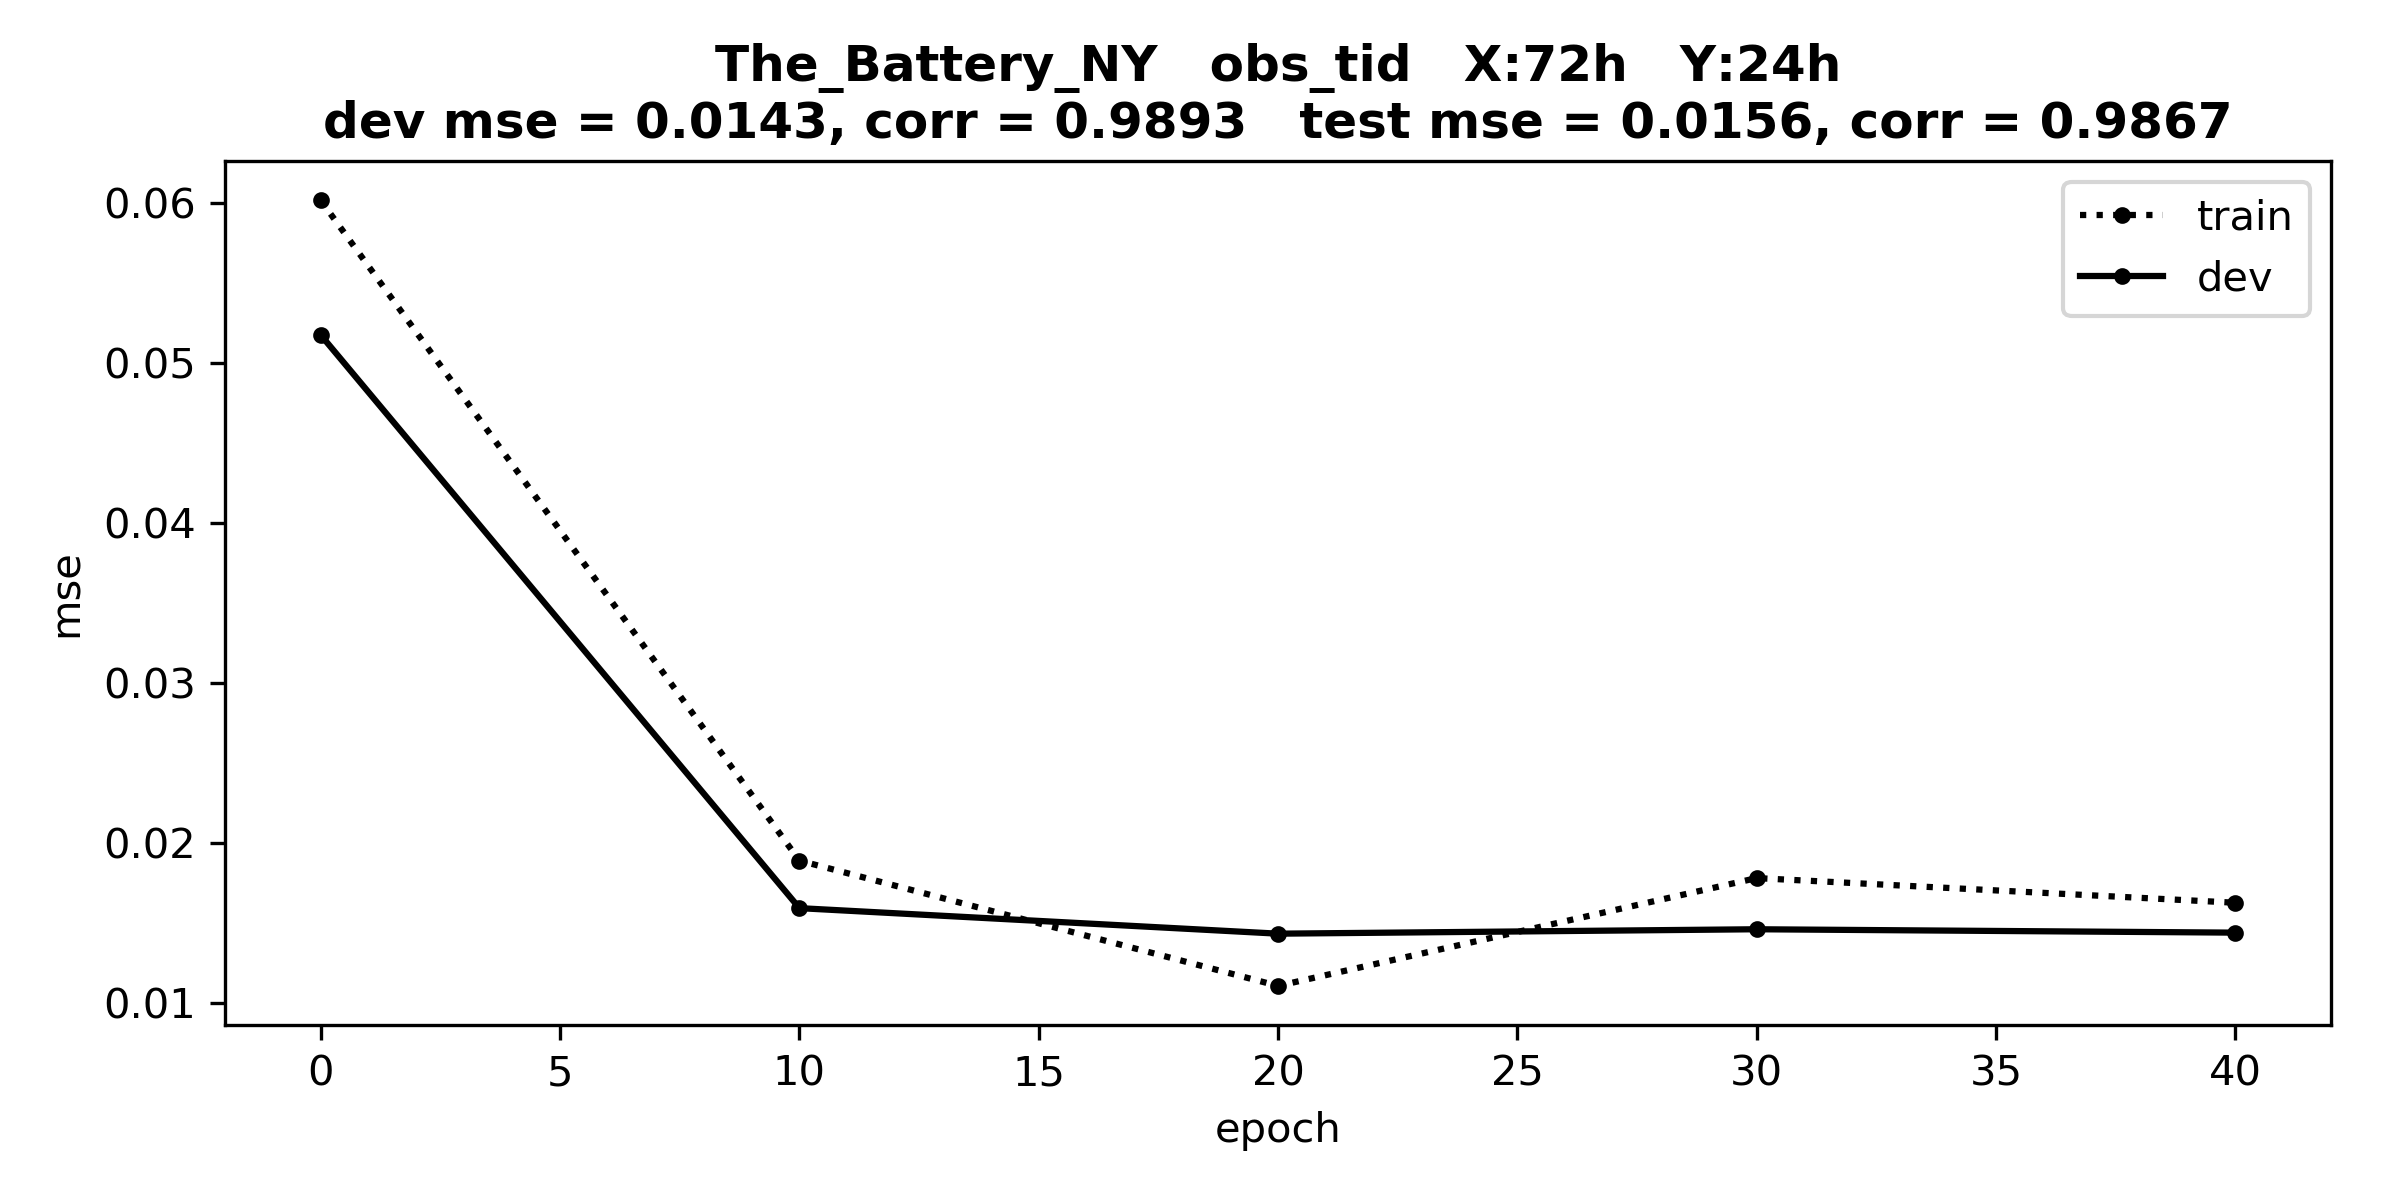 The_Battery_NY obs_tid X:72h Y:24h
dev mse = 0.0143, corr = 0.9893 test mse = 0.0156, corr = 0.9867
train
dev
0.06
0.05
0.04
0.03
0.02
0.01
mse
0 5 10 15 20 25 30 35 40
epoch